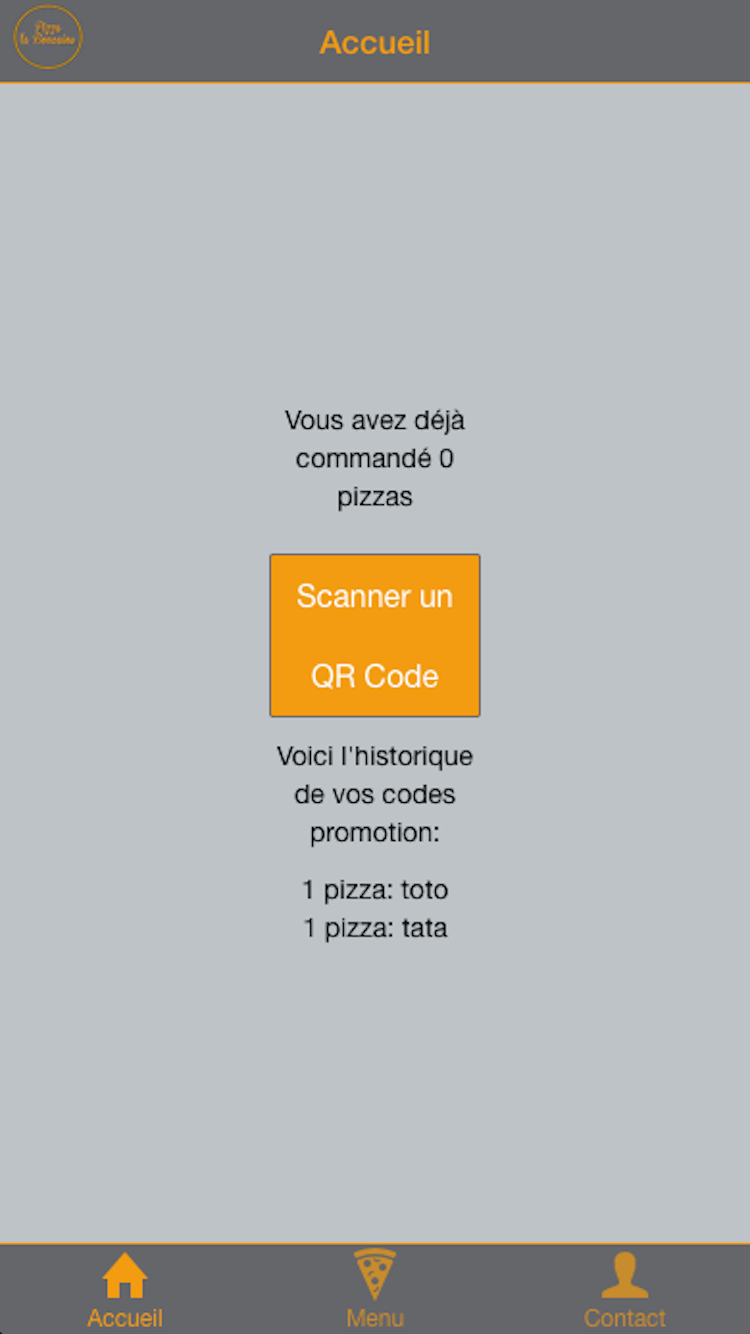 Pizza
la
Accueil
Vous avez déjà
commandé 0
pizzas
Scanner un
QR Code
Voici l'historique
de vos codes
promotion:
1 pizza: toto
1 pizza: tata
Accueil
Menu
Contact